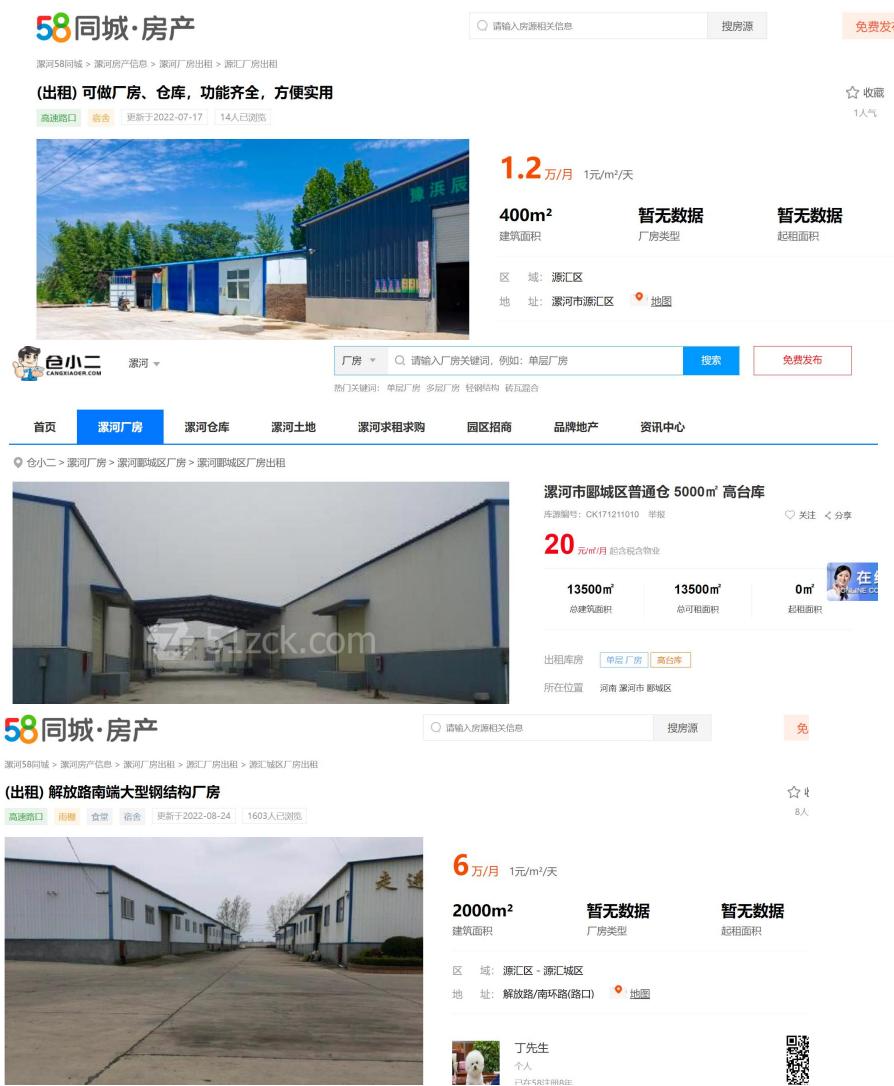 58同城·房产
请输入房源相关信息
搜房源
免费发
漯河58同城 > 漯河房产信息 > 漯河厂房出租 > 源汇厂房出租
(出租) 可做厂房、仓库，功能齐全，方便实用
收藏
高速路口 宿舍 更新于2022-07-17 14人已浏览
1人气
豫浜辰
1.2万/月 1元/m²/天
400m² 暂无数据 暂无数据
建筑面积 厂房类型 起租面积
区 域: 源汇区
地 址: 漯河市源汇区 地图
仓小二
CANGXIAOER.COM
漯河
厂房 请输入厂房关键词，例如：单层厂房 搜索
免费发布
热门关键词: 单层厂房 多层厂房 轻钢结构 砖瓦混合
首页 漯河厂房 漯河仓库 漯河土地 漯河求租求购 园区招商 品牌地产 资讯中心
仓小二 > 漯河厂房 > 漯河郾城区厂房 > 漯河郾城区厂房出租
漯河市郾城区普通仓 5000㎡ 高台库
库源编号: CK171211010 举报
关注 分享
20 元/㎡/月 起含税含物业
13500㎡ 13500㎡ 0㎡
总建筑面积 总可租面积 起租面积
在线
ONLINE CO
51zck.com
出租库房 单层厂房 高台库
所在位置 河南 漯河市 郾城区
58同城·房产
请输入房源相关信息
搜房源
免
漯河58同城 > 漯河房产信息 > 漯河厂房出租 > 源汇厂房出租 > 源汇城区厂房出租
(出租) 解放路南端大型钢结构厂房
高速路口 雨棚 食堂 宿舍 更新于2022-08-24 1603人已浏览
8人
走进
6万/月 1元/m²/天
2000m² 暂无数据 暂无数据
建筑面积 厂房类型 起租面积
区 域: 源汇区 - 源汇城区
地 址: 解放路/南环路(路口) 地图
丁先生
个人
已在58注册8年